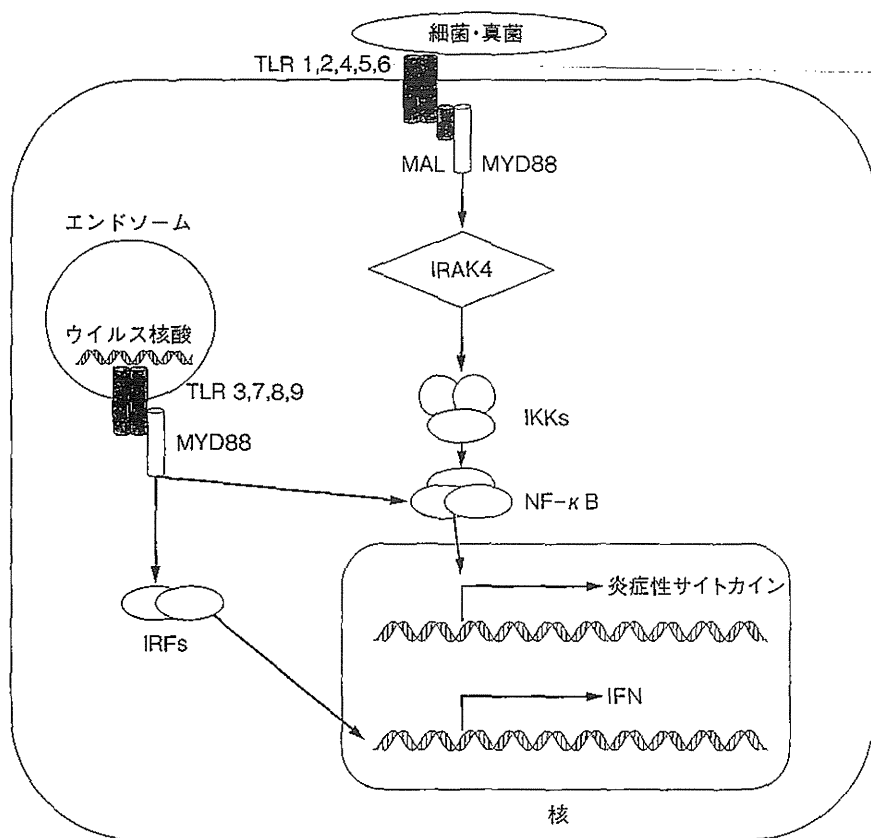 細菌・真菌
TLR 1,2,4,5,6
MAL
MYD88
エンドソーム
IRAK4
ウイルス核酸
TLR 3,7,8,9
IKKs
MYD88
NF-κB
炎症性サイトカイン
IRFs
IFN
核